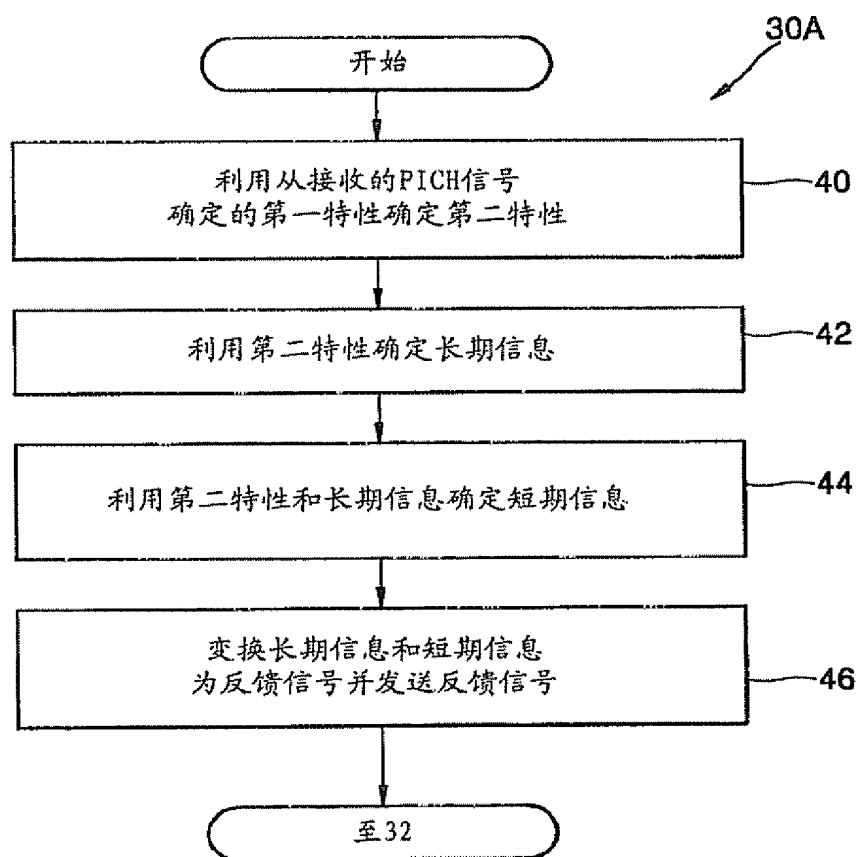 30A
开始
利用从接收的PICH信号
确定的第一特性确定第二特性
40
利用第二特性确定长期信息
42
利用第二特性和长期信息确定短期信息
44
变换长期信息和短期信息
为反馈信号并发送反馈信号
46
至32